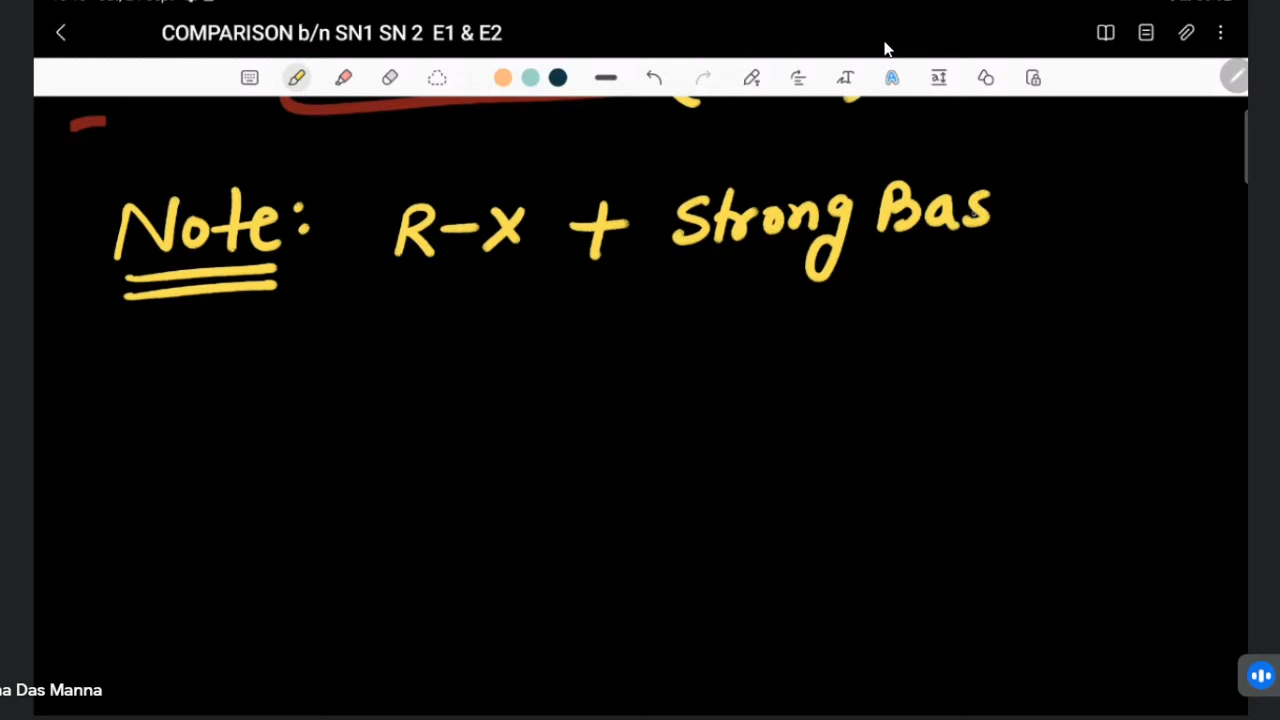 COMPARISON b/n SN1 SN 2 E1 & E2
Note: R-X + Strong Bas
a Das Manna